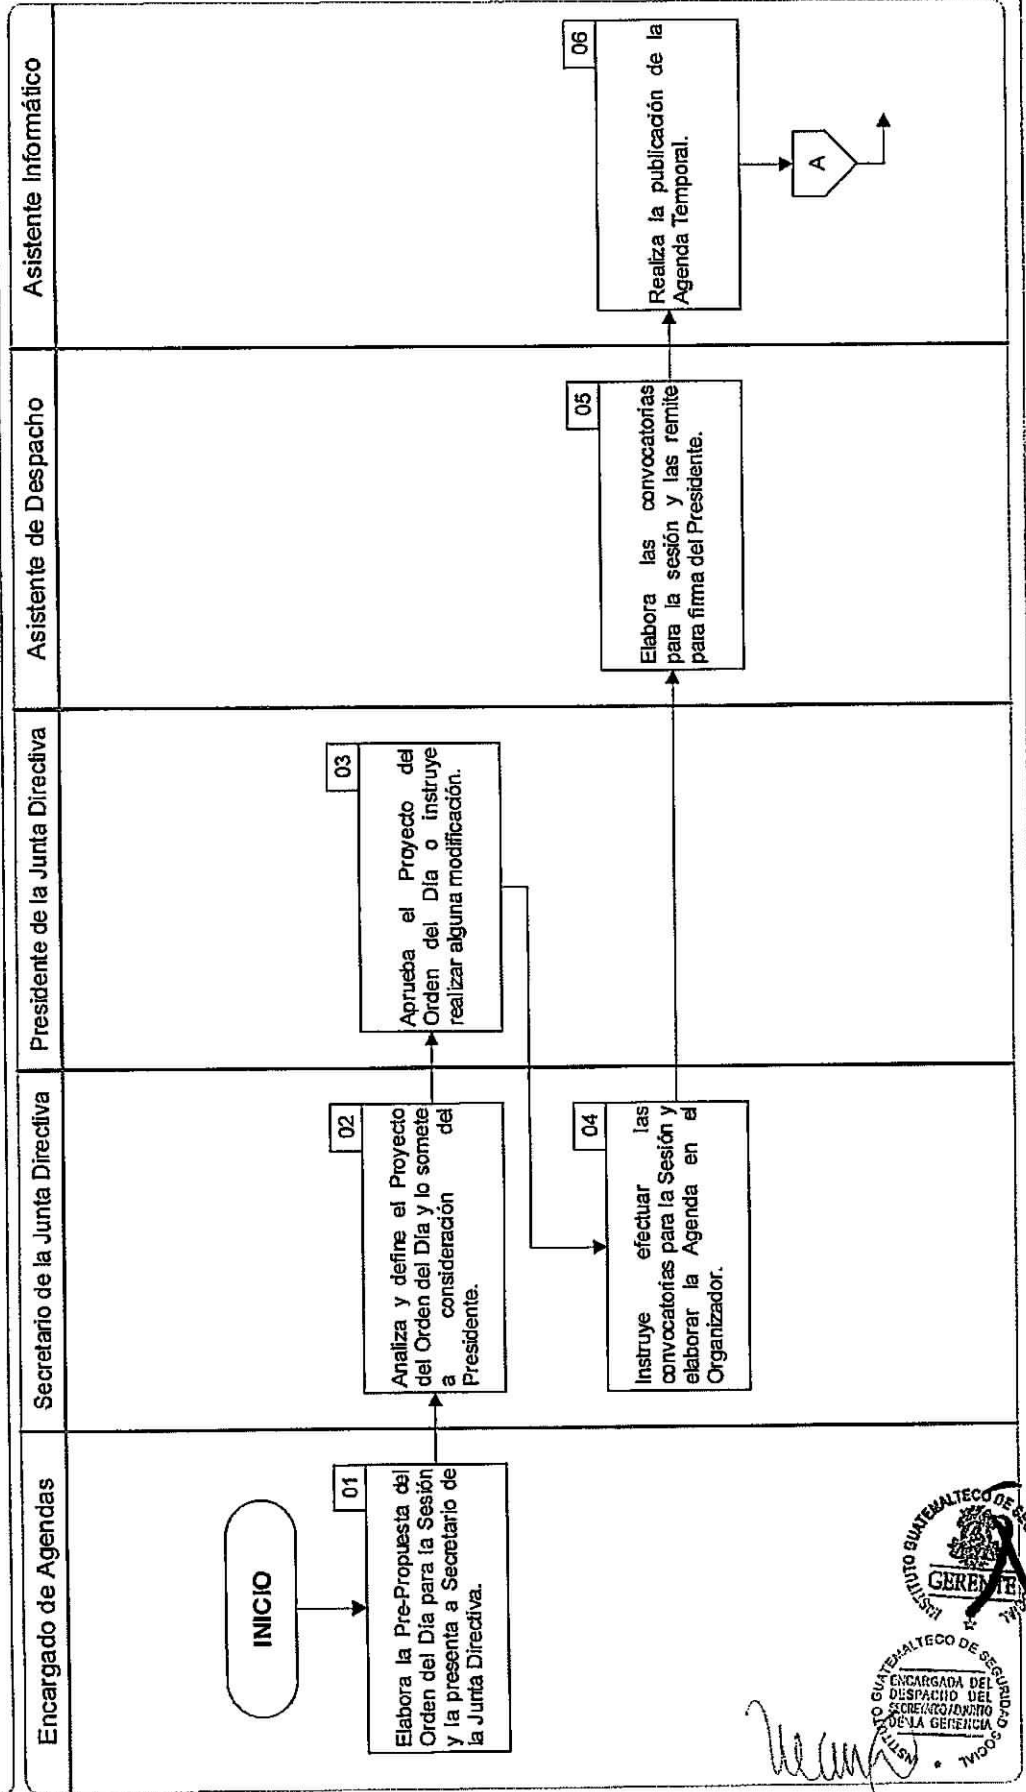 Encargado de Agendas
Secretario de la Junta Directiva
Presidente de la Junta Directiva
Asistente de Despacho
Asistente Informático
INICIO
01
Elabora la Pre-Propuesta del
Orden del Día para la Sesión
y la presenta a Secretario de
la Junta Directiva.
02
Analiza y define el Proyecto
del Orden del Día y lo somete
a consideración del
Presidente.
03
Aprueba el Proyecto del
Orden del Día o instruye
realizar alguna modificación.
04
Instruye efectuar las
convocatorias para la Sesión y
elaborar la Agenda en el
Organizador.
05
Elabora las convocatorias
para la sesión y las remite
para firma del Presidente.
06
Realiza la publicación de la
Agenda Temporal.
A
INSTITUTO GUATEMALTECO DE SEGURIDAD SOCIAL
ENCARGADA DEL
DESPACHO DEL
SECRETARIO ADJUNTO
DE LA GERENCIA
INSTITUTO GUATEMALTECO DE
GERENTE